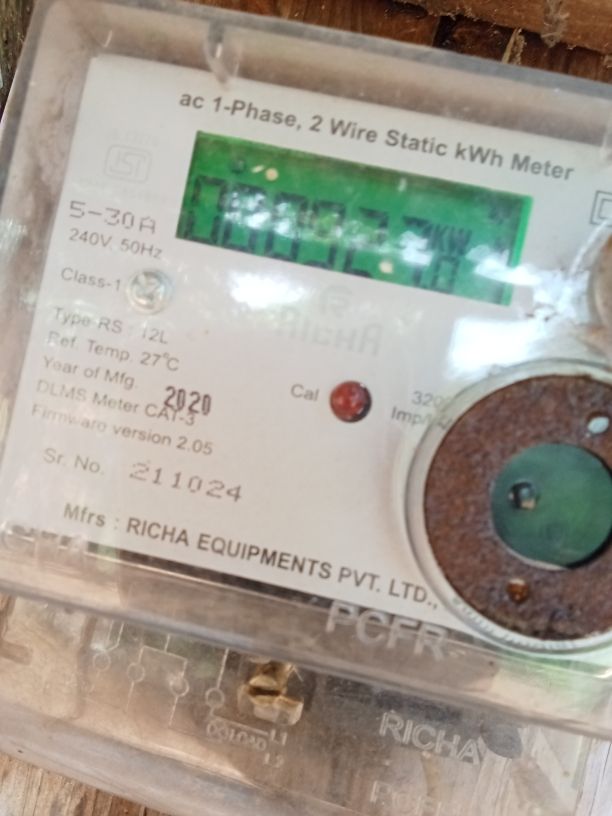 ac 1-Phase, 2 Wire Static kWh Meter
5-30A
240V, 50Hz
Class-1
Type RS : 12L
Ref. Temp. 27°C
Year of Mfg. 2020
DLMS Meter CAT-3
Firmware version 2.05
Cal
Sr. No. 211024
Mfrs : RICHA EQUIPMENTS PVT. LTD.,
PCFR
RICHA